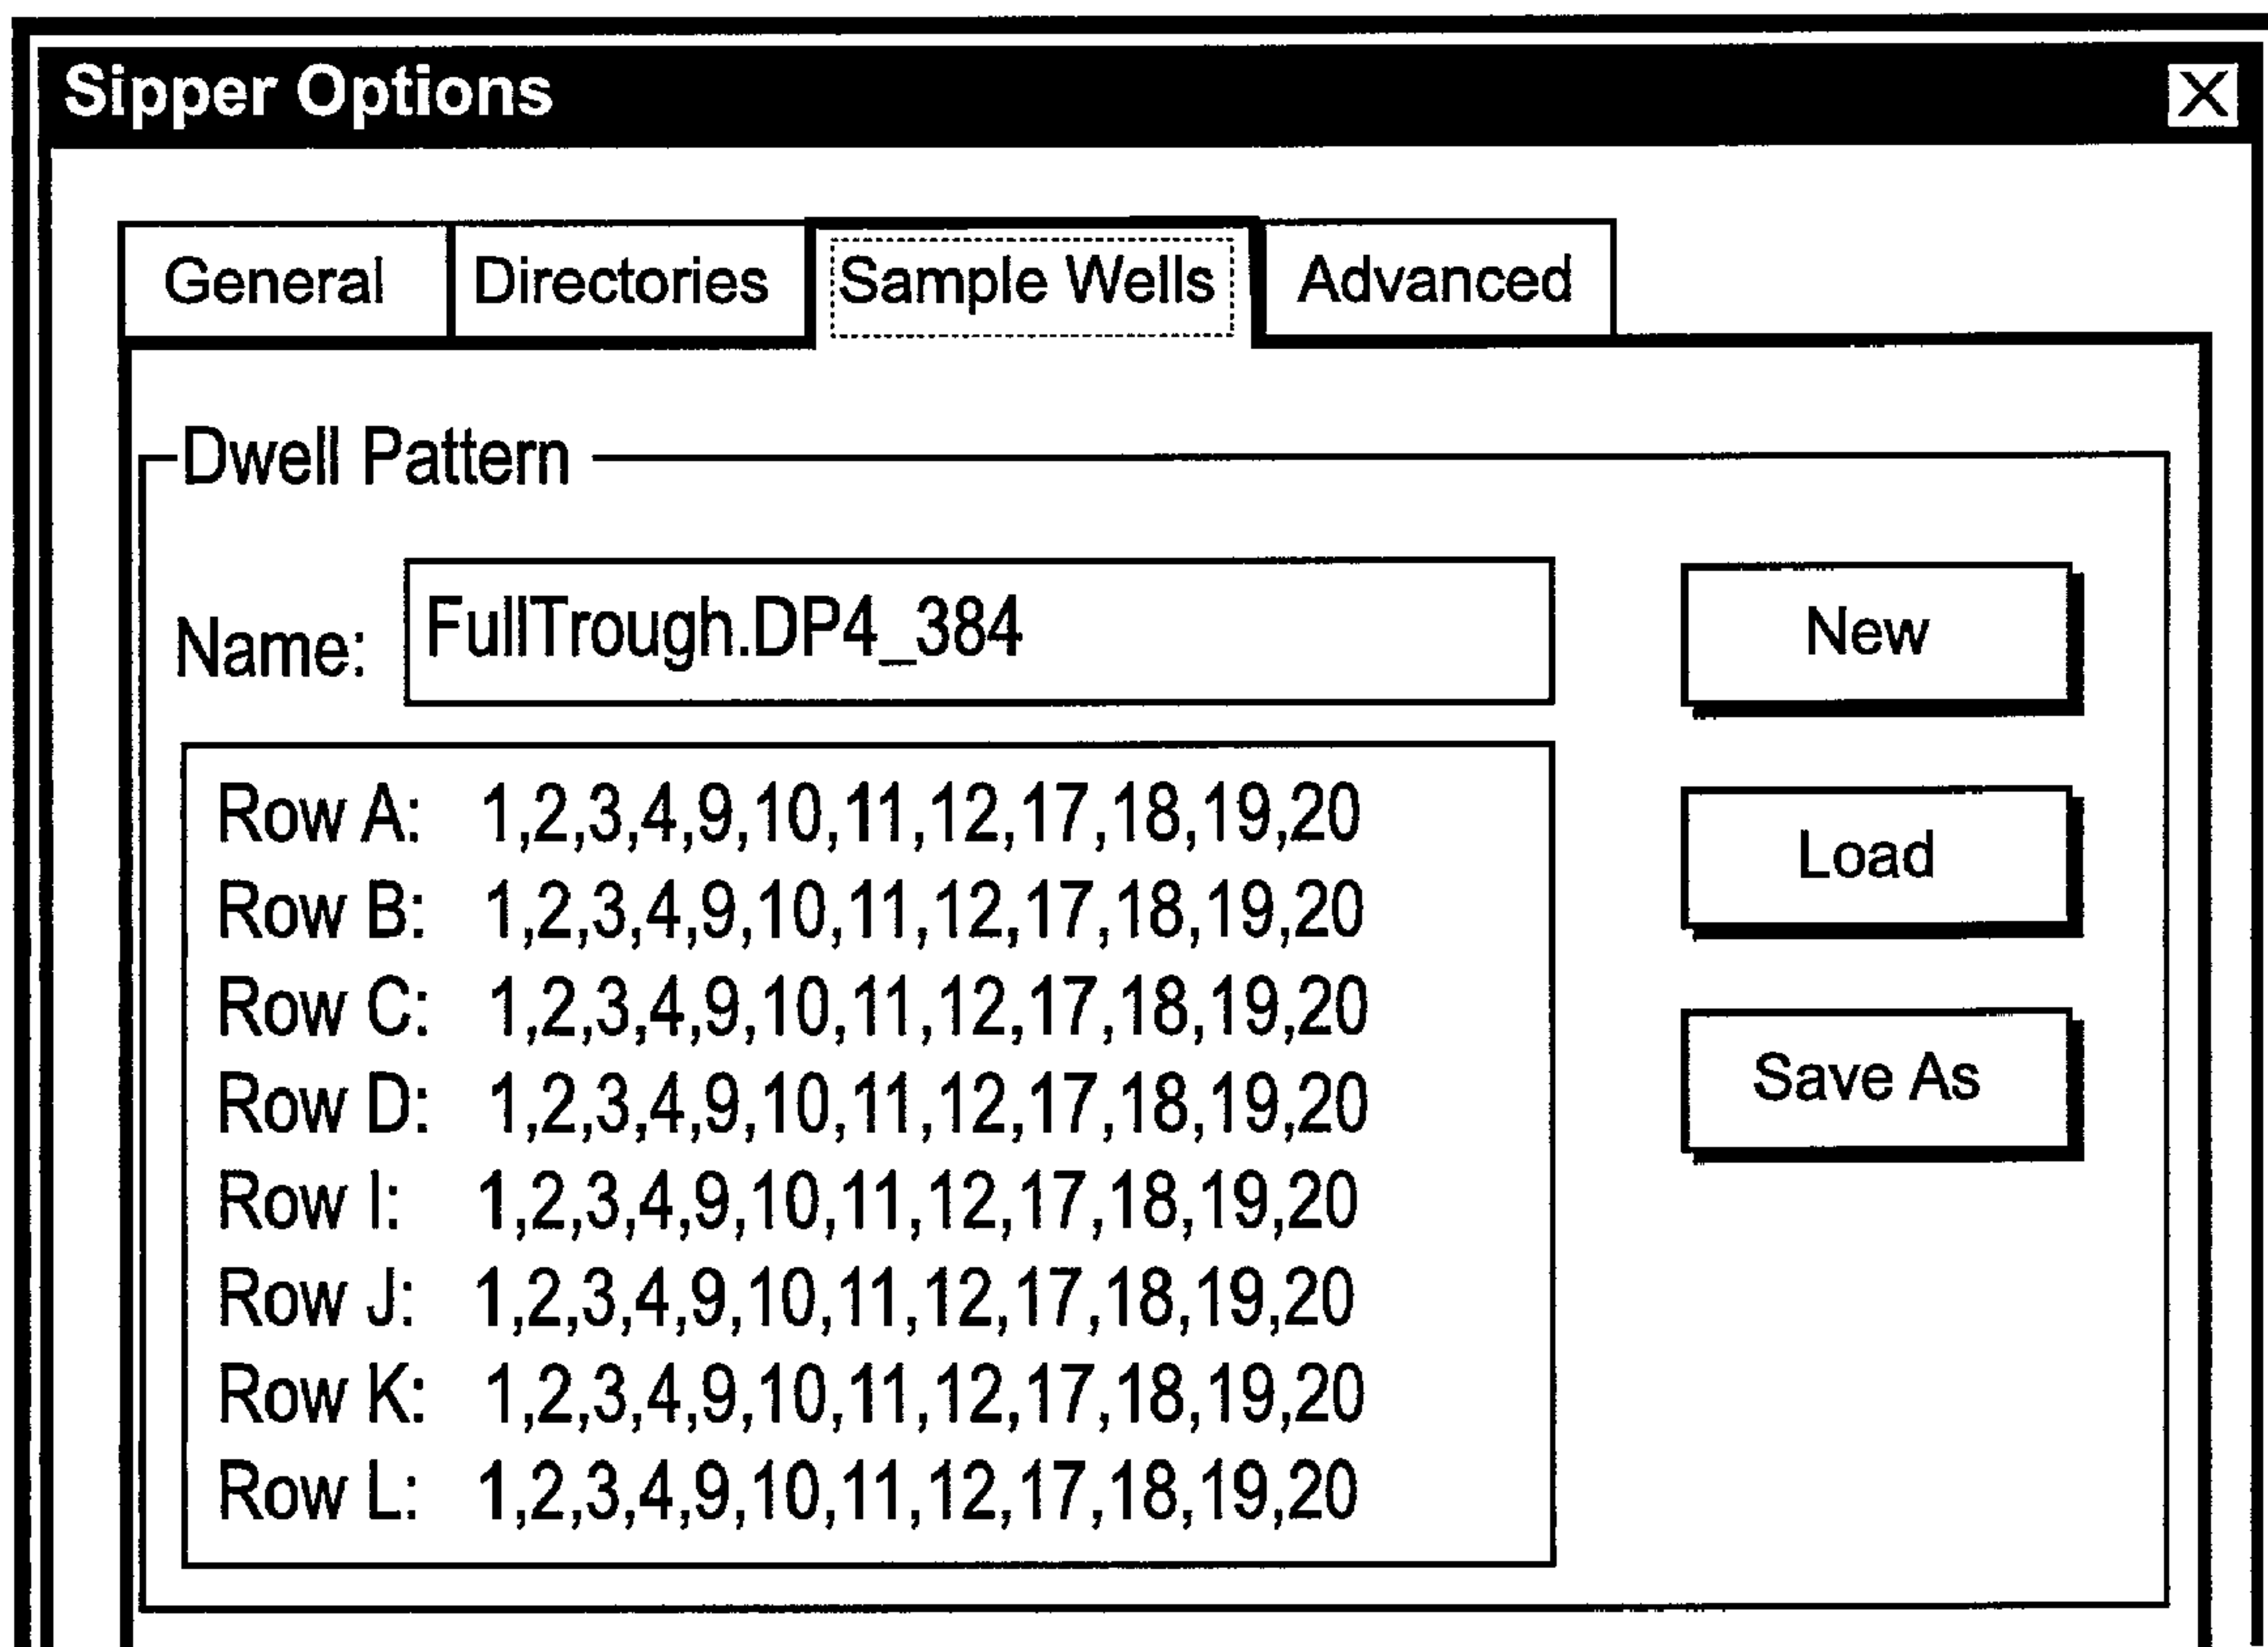 Sipper Options X
General Directories Sample Wells Advanced
Dwell Pattern
Name: FullTrough.DP4_384 New
Load
Save As
Row A: 1,2,3,4,9,10,11,12,17,18,19,20
Row B: 1,2,3,4,9,10,11,12,17,18,19,20
Row C: 1,2,3,4,9,10,11,12,17,18,19,20
Row D: 1,2,3,4,9,10,11,12,17,18,19,20
Row I: 1,2,3,4,9,10,11,12,17,18,19,20
Row J: 1,2,3,4,9,10,11,12,17,18,19,20
Row K: 1,2,3,4,9,10,11,12,17,18,19,20
Row L: 1,2,3,4,9,10,11,12,17,18,19,20